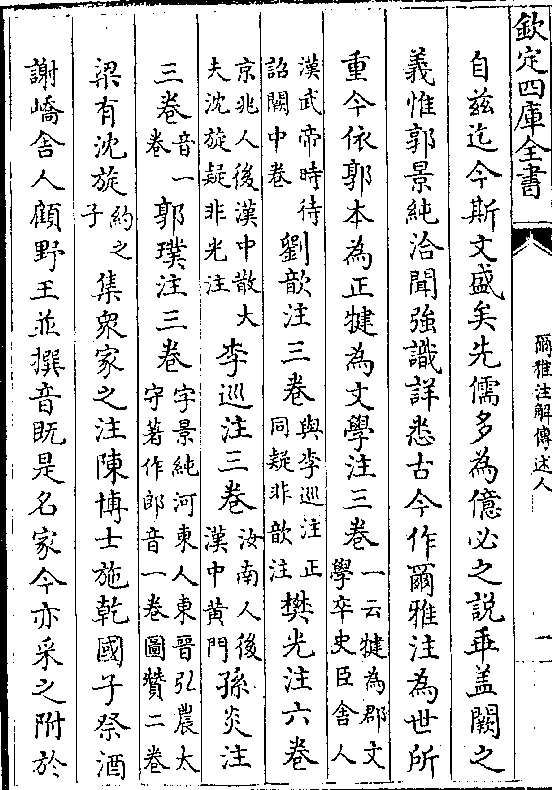 欽定四庫全書
爾雅注解傳述人
一
自兹迄今斯文盛矣先儒多為億必之説乖盖闕之
義惟郭景純洽聞強識詳悉古今作爾雅注為世所
重今依郭本為正犍為文學注三卷一云犍為郡文學卒史臣舍人
漢武帝時待詔闕中卷劉歆注三卷與李巡注正同疑非歆注樊光注六卷
京兆人後漢中散大夫沈旋疑非光注李巡注三卷汝南人後漢中黄門孫炎注
三卷音一卷郭璞注三卷字景純河東人東晉弘農太守著作郎音一卷圖贊二卷
梁有沈旋約之子集衆家之注陳博士施乾國子祭酒
謝嶠舍人顧野王並撰音既是名家今亦采之附於